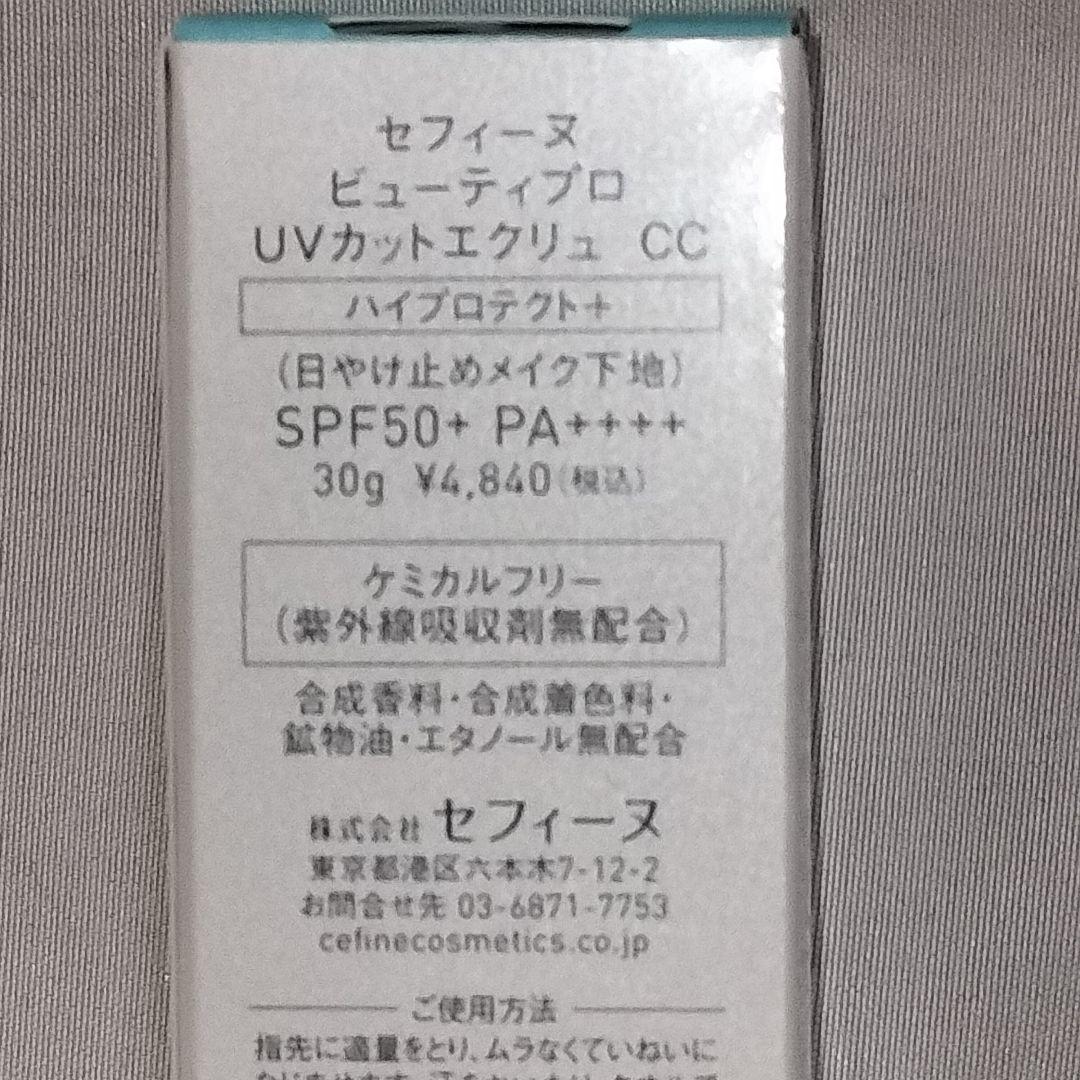 セフィーヌ
ビューティプロ
UVカットエクリュ CC
ハイプロテクト＋
(日やけ止めメイク下地)
SPF50+ PA++++
30g ¥4,840(税込)
ケミカルフリー
(紫外線吸収剤無配合)
合成香料・合成着色料・
鉱物油・エタノール無配合
株式会社 セフィーヌ
東京都港区六本木7-12-2
お問合せ先 03-6871-7753
cefinecosmetics.co.jp
ご使用方法
指先に適量をとり、ムラなくていねいに